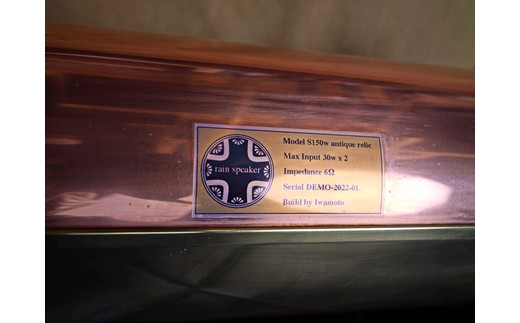 rain speaker
Model S150w antique relic
Max Input 30w x 2
Impedance 6Ω
Serial DEMO-2022-01
Build by Iwamoto